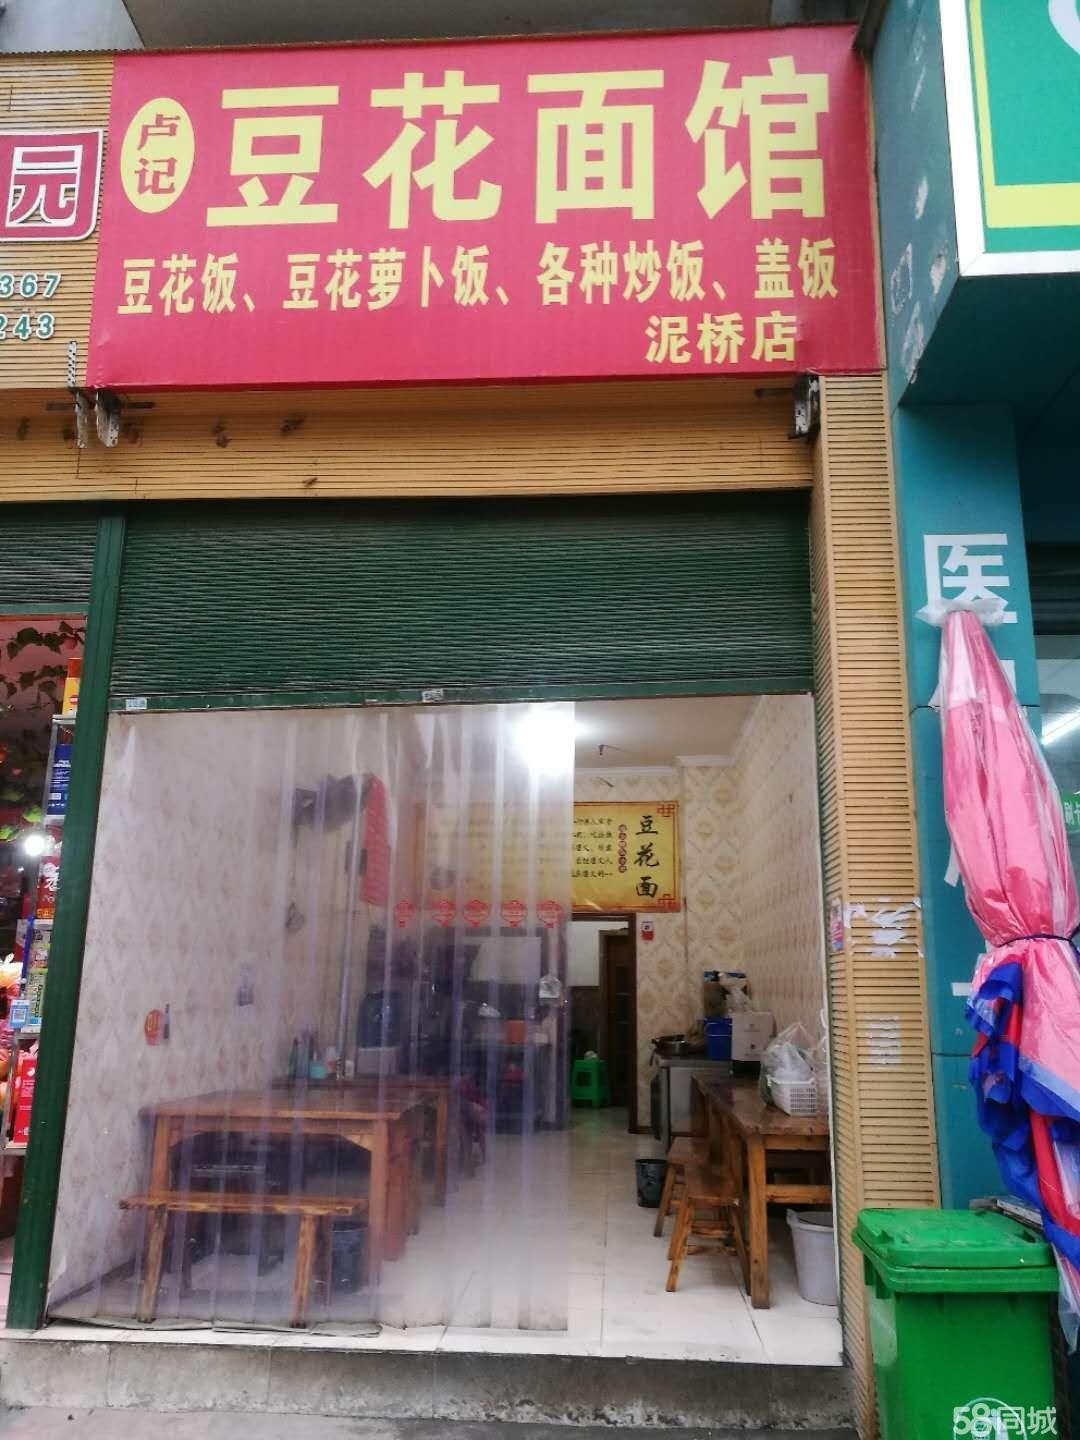 卢记
豆花面馆
豆花饭、豆花萝卜饭、各种炒饭、盖饭
泥桥店
园
367
243
医
豆花面
58同城